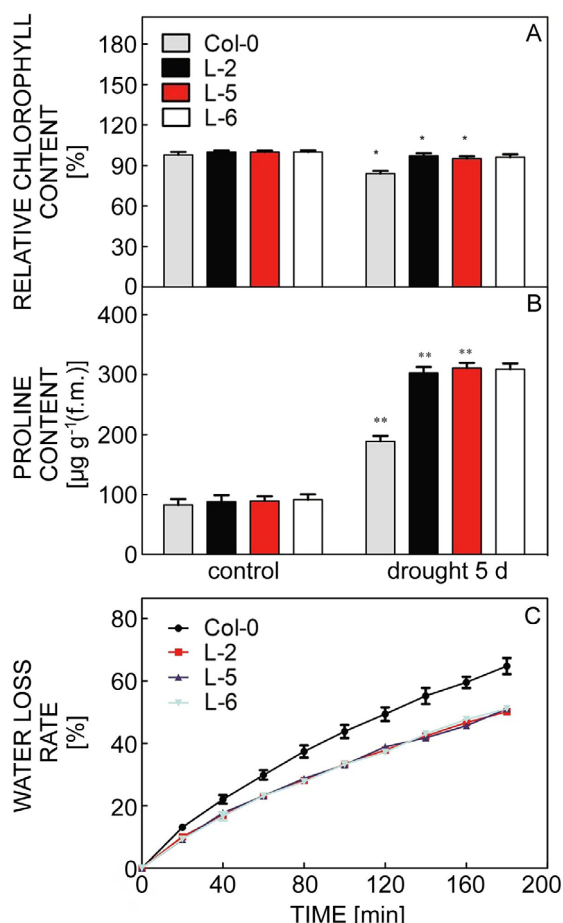 A
Col-0
L-2
L-5
L-6
RELATIVE CHLOROPHYLL
CONTENT
[%]
180
150
120
90
60
30
0
*
*
*
B
PROLINE
CONTENT
[µg g⁻¹(f.m.)]
400
300
200
100
0
**
**
**
control
drought 5 d
C
Col-0
L-2
L-5
L-6
WATER LOSS
RATE
[%]
80
60
40
20
0
0 40 80 120 160 200
TIME [min]